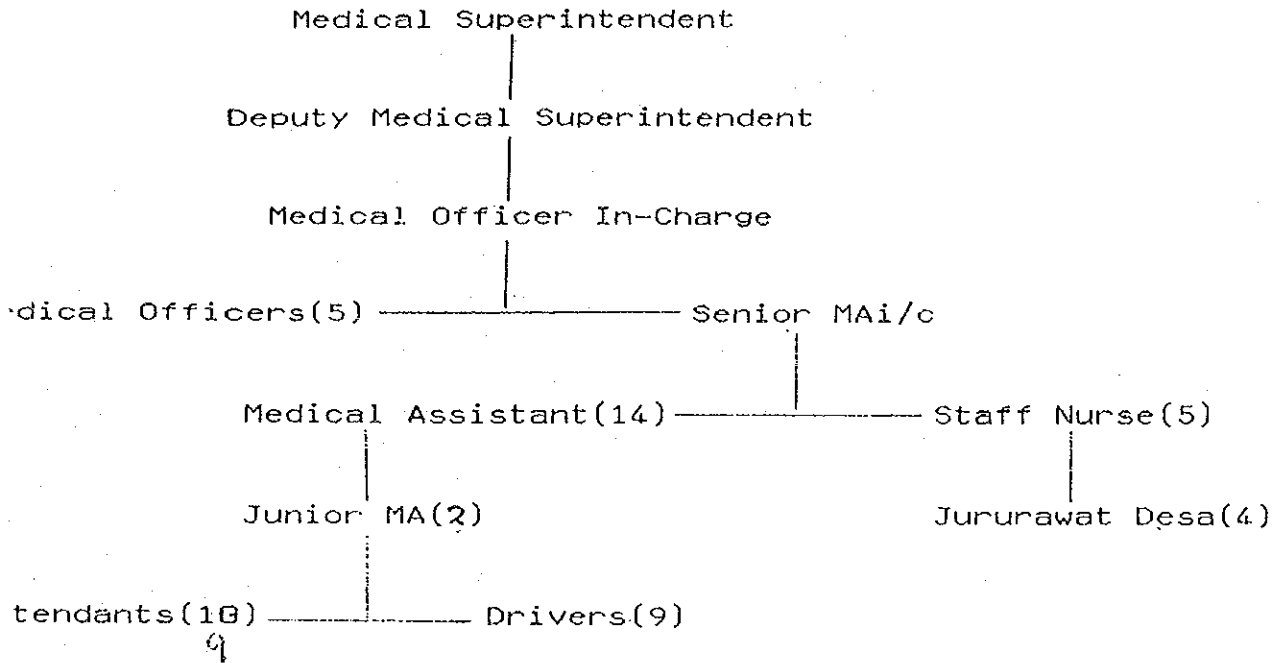 Medical Superintendent
Deputy Medical Superintendent
Medical Officer In-Charge
dical Officers(5) Senior MAi/c
Medical Assistant(14) Staff Nurse(5)
Junior MA(2) Jururawat Desa(4)
tendants( Drivers(9)
9